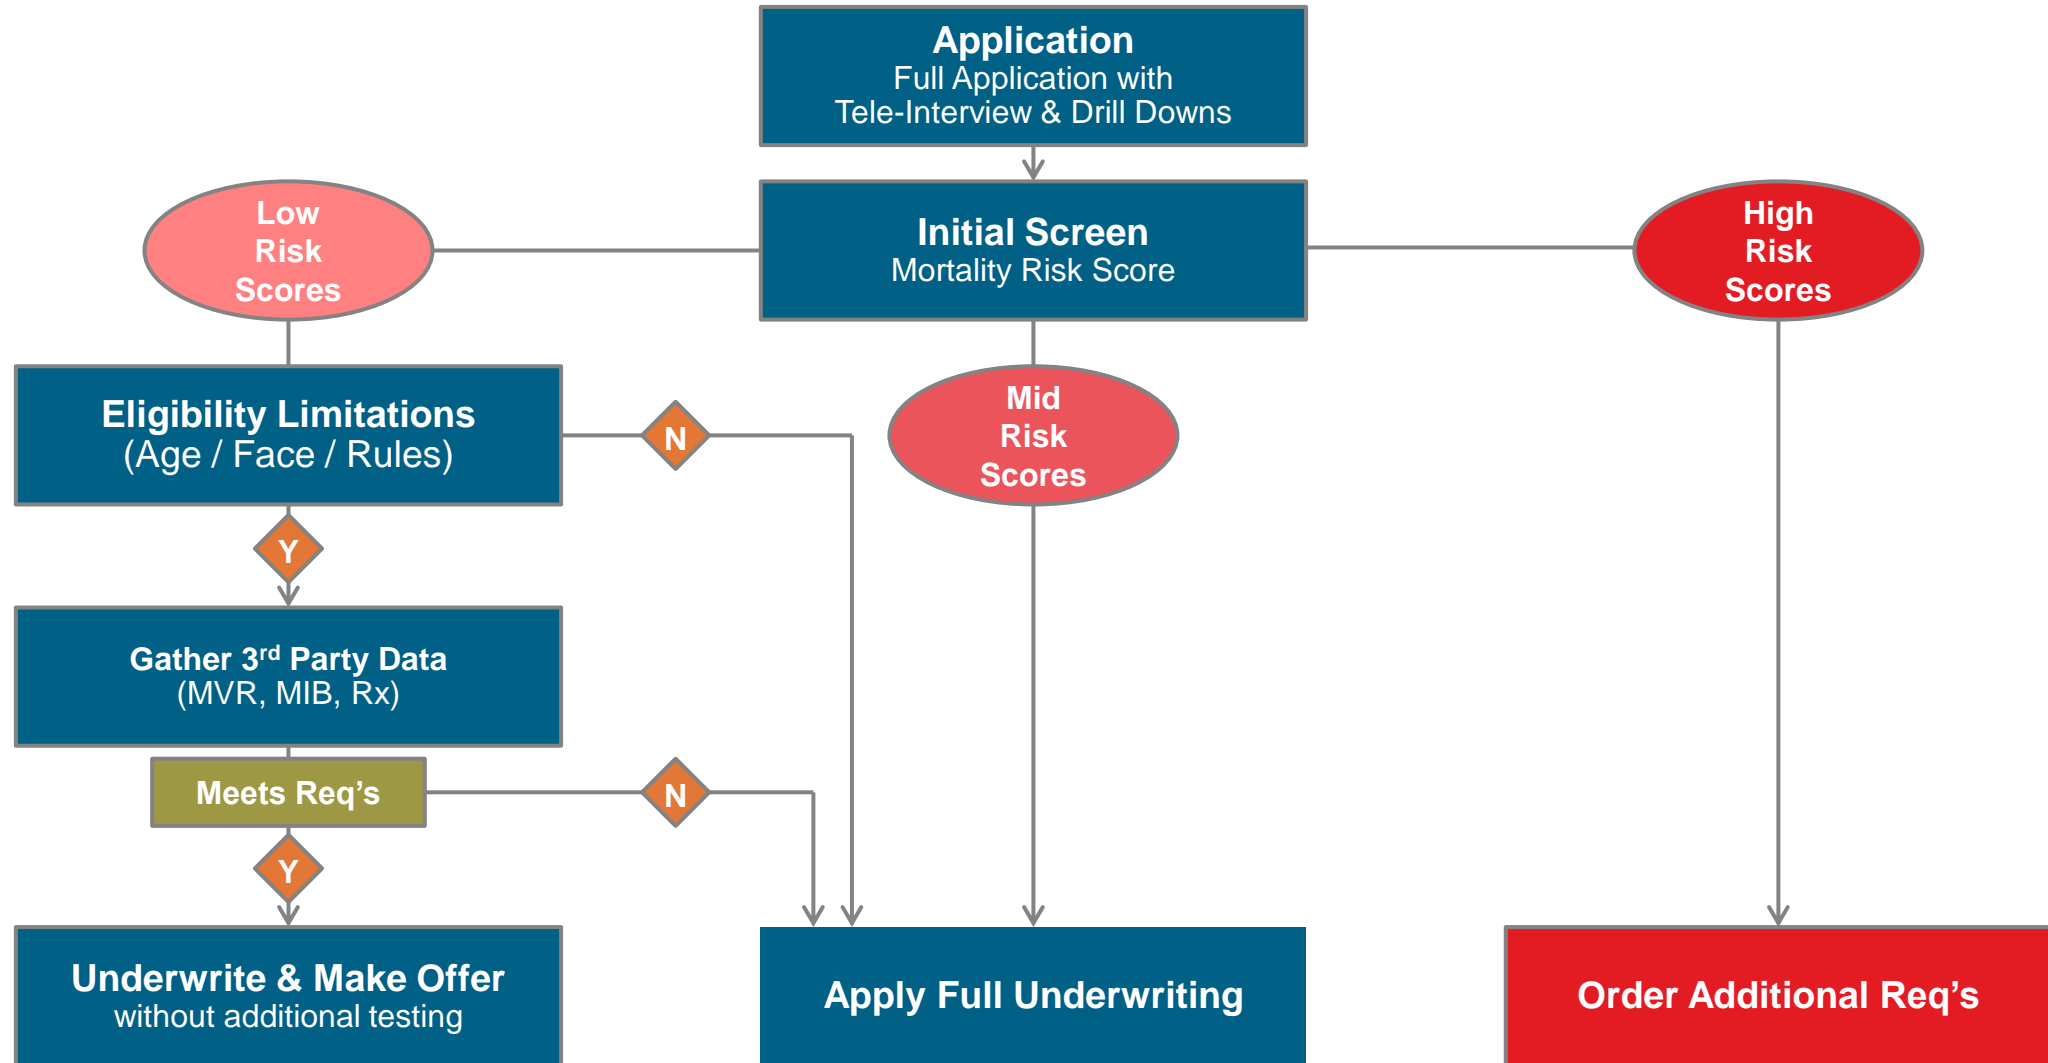 Application
Full Application with
Tele-Interview & Drill Downs
Low
Risk
Scores
Initial Screen
Mortality Risk Score
High
Risk
Scores
Eligibility Limitations
(Age / Face / Rules)
N
Mid
Risk
Scores
Y
Gather 3rd Party Data
(MVR, MIB, Rx)
Meets Req’s
N
Y
Underwrite & Make Offer
without additional testing
Apply Full Underwriting
Order Additional Req’s